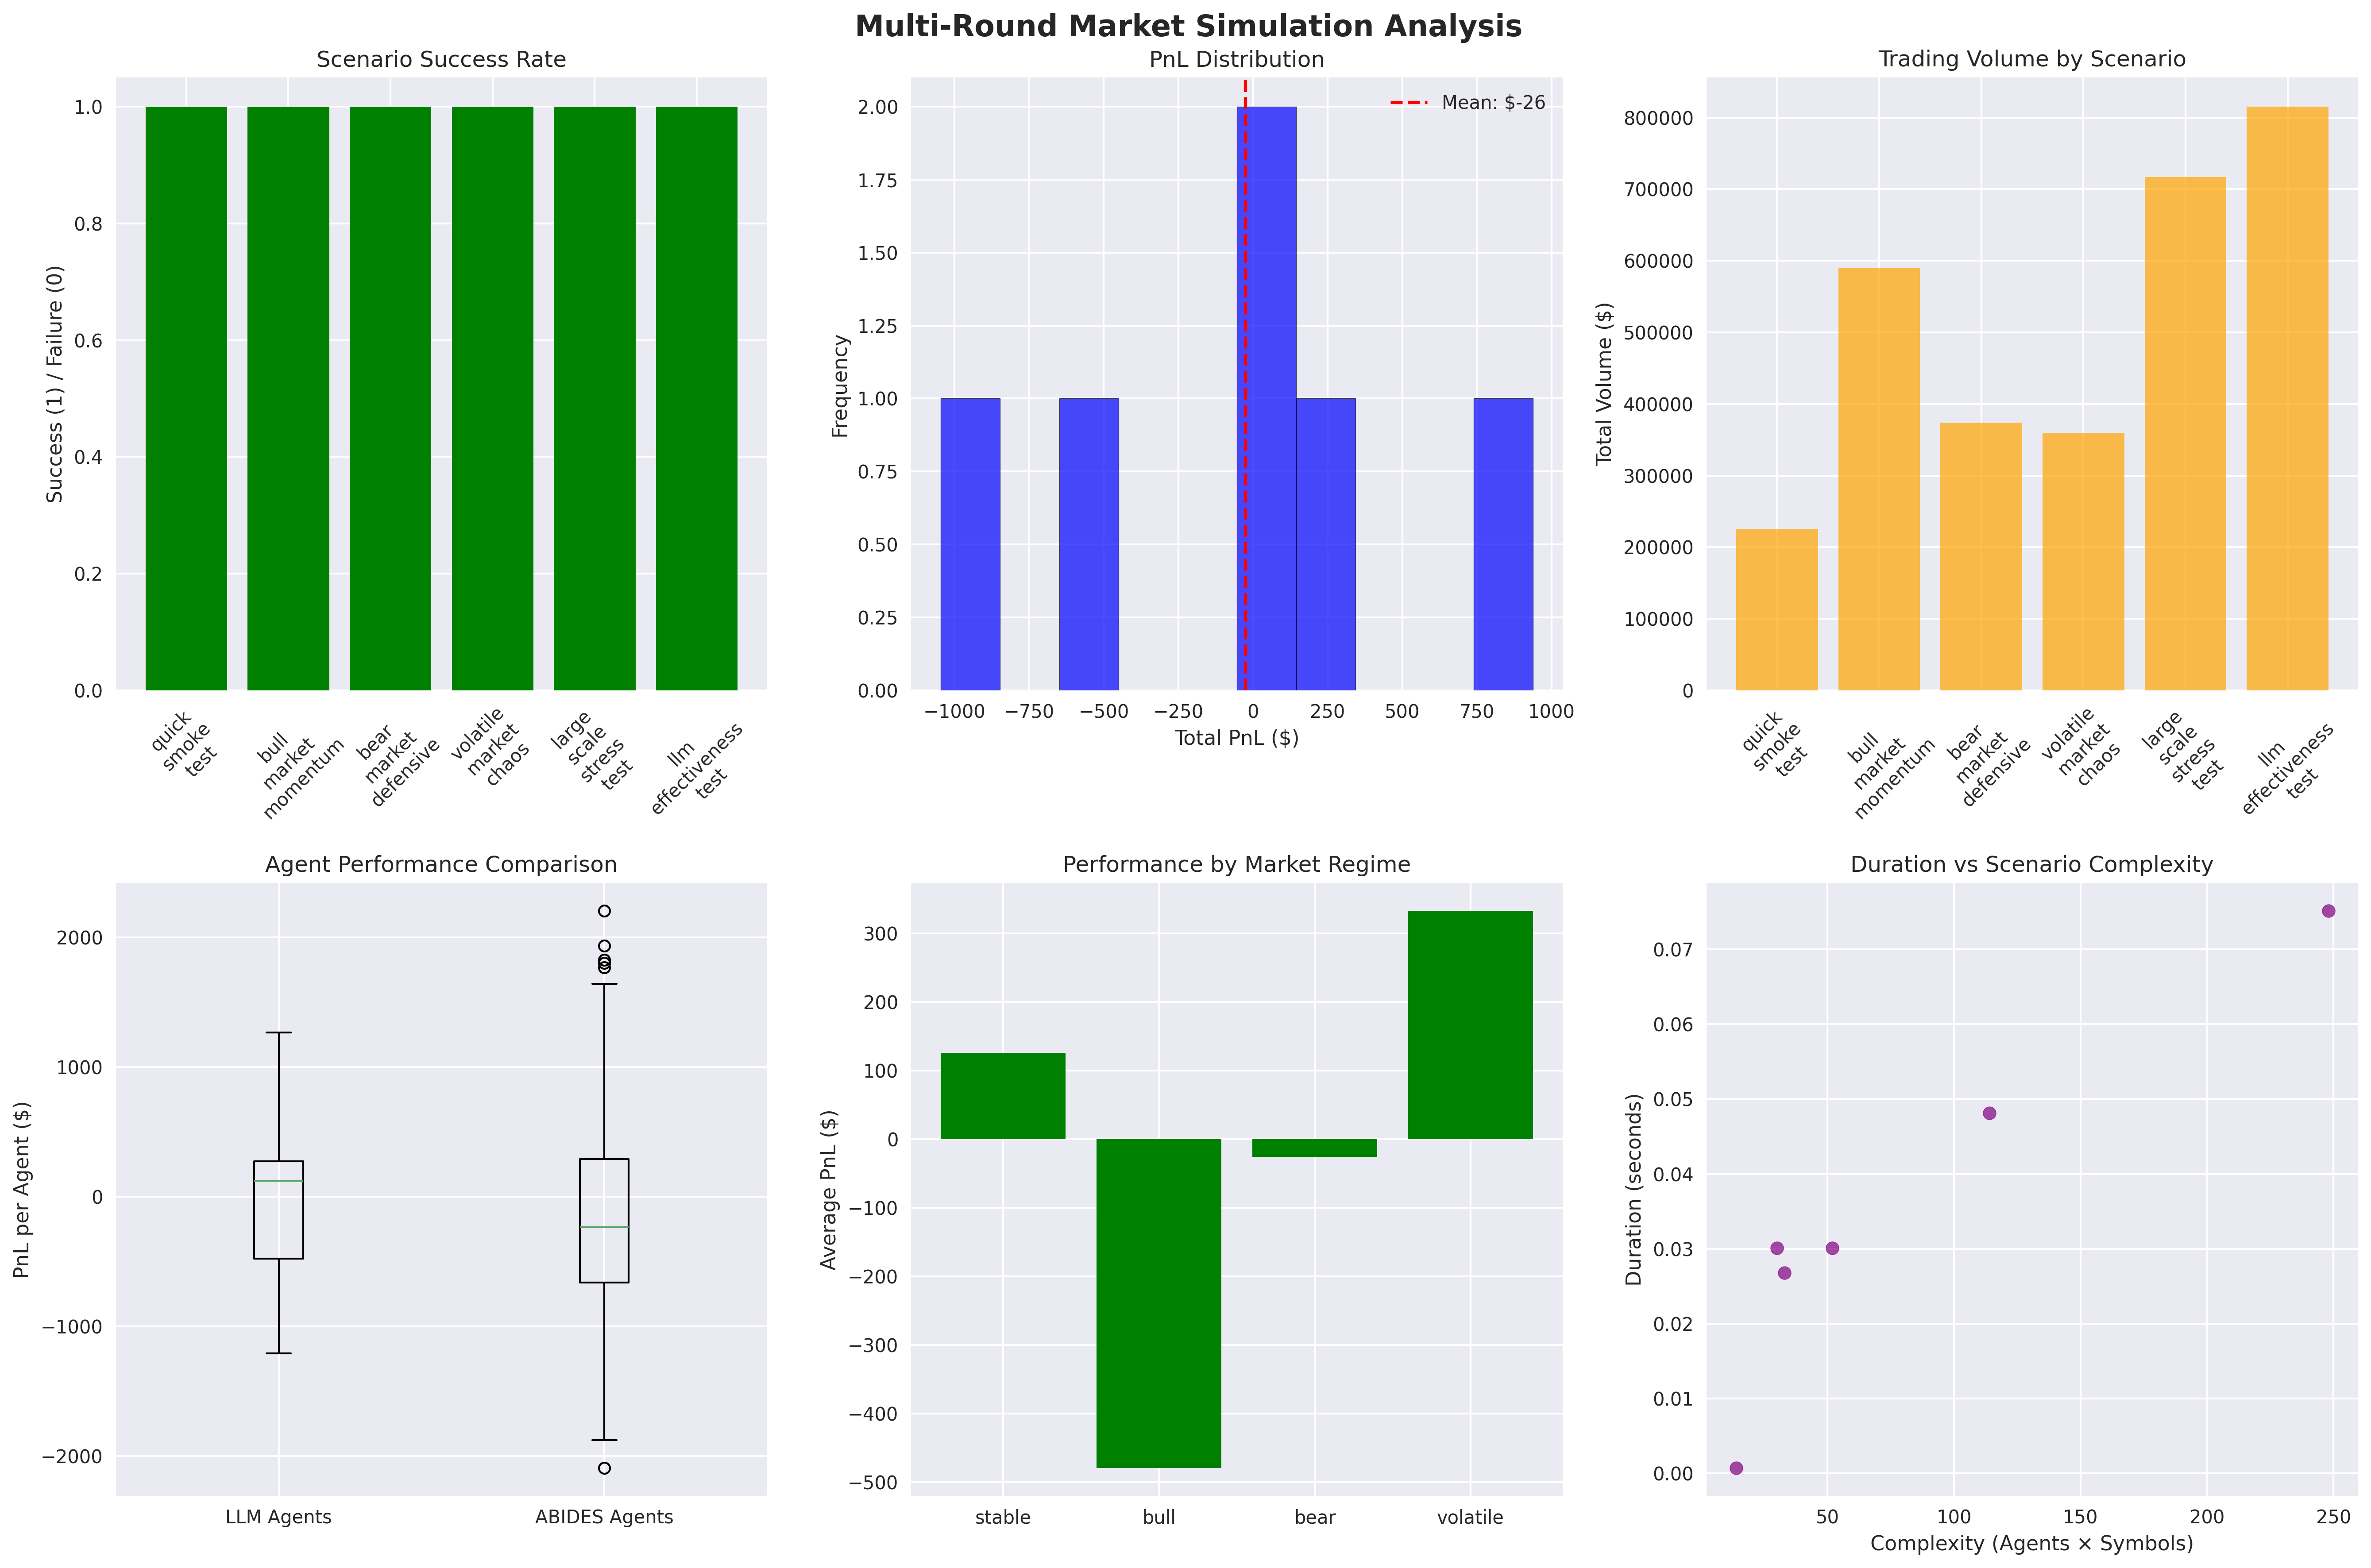 Multi-Round Market Simulation Analysis
Scenario Success Rate
Success (1) / Failure (0)
1.0
0.8
0.6
0.4
0.2
0.0
quick
smoke
test
bull
market
momentum
bear
market
defensive
volatile
market
chaos
large
scale
stress
test
llm
effectiveness
test
PnL Distribution
Mean: $-26
Frequency
2.00
1.75
1.50
1.25
1.00
0.75
0.50
0.25
0.00
−1000 −750 −500 −250 0 250 500 750 1000
Total PnL ($)
Trading Volume by Scenario
Total Volume ($)
800000
700000
600000
500000
400000
300000
200000
100000
0
quick
smoke
test
bull
market
momentum
bear
market
defensive
volatile
market
chaos
large
scale
stress
test
llm
effectiveness
test
Agent Performance Comparison
PnL per Agent ($)
2000
1000
0
−1000
−2000
LLM Agents ABIDES Agents
Performance by Market Regime
Average PnL ($)
300
200
100
0
−100
−200
−300
−400
−500
stable bull bear volatile
Duration vs Scenario Complexity
Duration (seconds)
0.07
0.06
0.05
0.04
0.03
0.02
0.01
0.00
50 100 150 200 250
Complexity (Agents × Symbols)